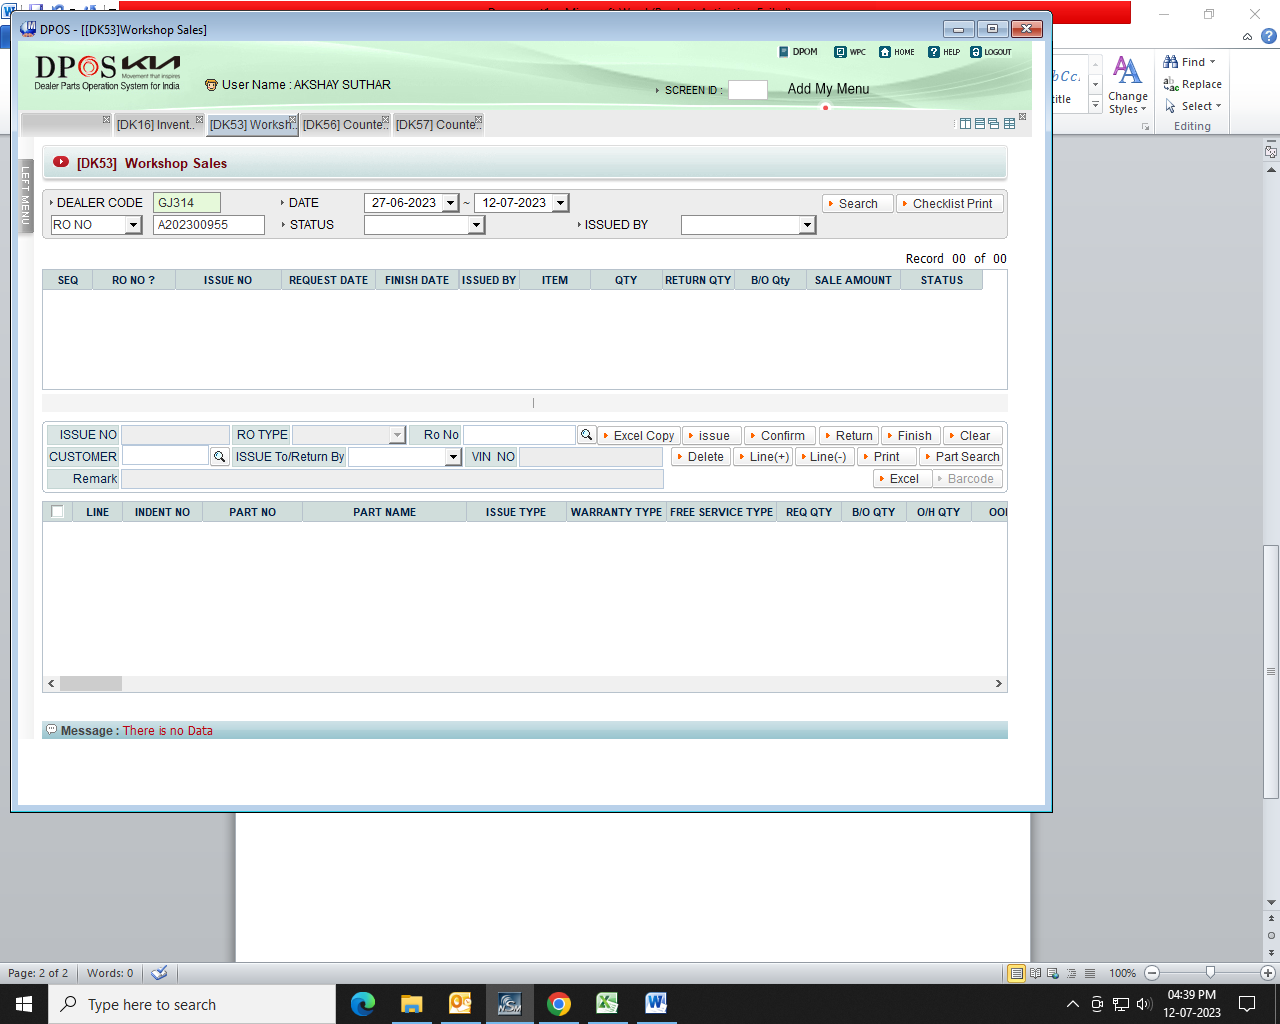 DPOS - [[DK53]Workshop Sales]
DPOS KIA
Movement that inspires
Dealer Parts Operation System for India
User Name : AKSHAY SUTHAR
DPOM WPC HOME HELP LOGOUT
SCREEN ID :
Add My Menu
[DK16] Invent.. [DK53] Worksh.. [DK56] Counte.. [DK57] Counte..
LEFT MENU
[DK53] Workshop Sales
DEALER CODE GJ314 DATE 27-06-2023 ~ 12-07-2023 Search Checklist Print
RO NO A202300955 STATUS ISSUED BY
Record 00 of 00
SEQ RO NO ? ISSUE NO REQUEST DATE FINISH DATE ISSUED BY ITEM QTY RETURN QTY B/O Qty SALE AMOUNT STATUS
ISSUE NO RO TYPE Ro No Excel Copy issue Confirm Return Finish Clear
CUSTOMER ISSUE To/Return By VIN NO Delete Line(+) Line(-) Print Part Search
Remark Excel Barcode
LINE INDENT NO PART NO PART NAME ISSUE TYPE WARRANTY TYPE FREE SERVICE TYPE REQ QTY B/O QTY O/H QTY
Message : There is no Data
Find
Replace
Select
Change Styles
Editing
Page: 2 of 2 Words: 0 100%
Type here to search
04:39 PM
12-07-2023